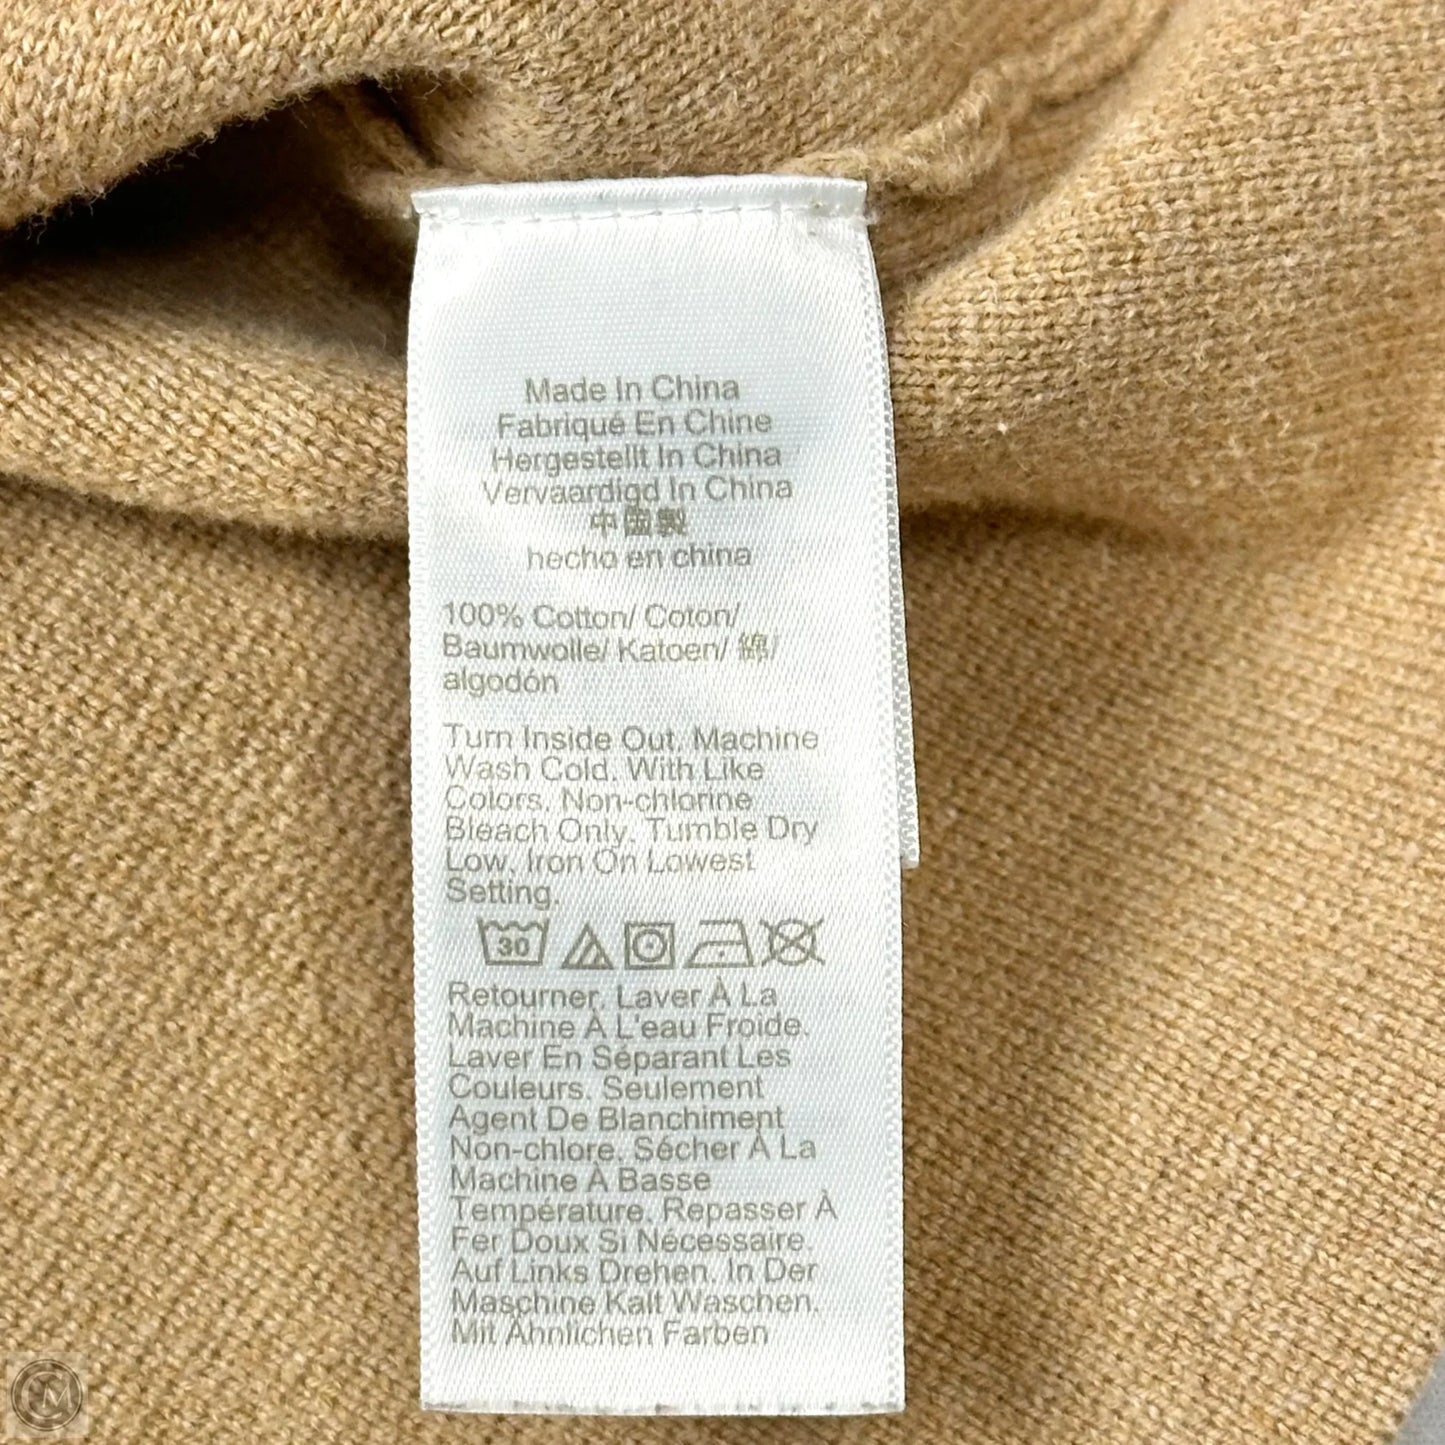 Made In China
Fabriqué En Chine
Hergestellt In China
Vervaardigd In China
中国製
hecho en china
100% Cotton/ Coton/
Baumwolle/ Katoen/ 綿/
algodón
Turn Inside Out. Machine
Wash Cold. With Like
Colors. Non-chlorine
Bleach Only. Tumble Dry
Low. Iron On Lowest
Setting.
30
Retourner. Laver À La
Machine À L'eau Froide.
Laver En Séparant Les
Couleurs. Seulement
Agent De Blanchiment
Non-chlore. Sécher À La
Machine À Basse
Température. Repasser À
Fer Doux Si Nécessaire.
Auf Links Drehen. In Der
Maschine Kalt Waschen.
Mit Ähnlichen Farben